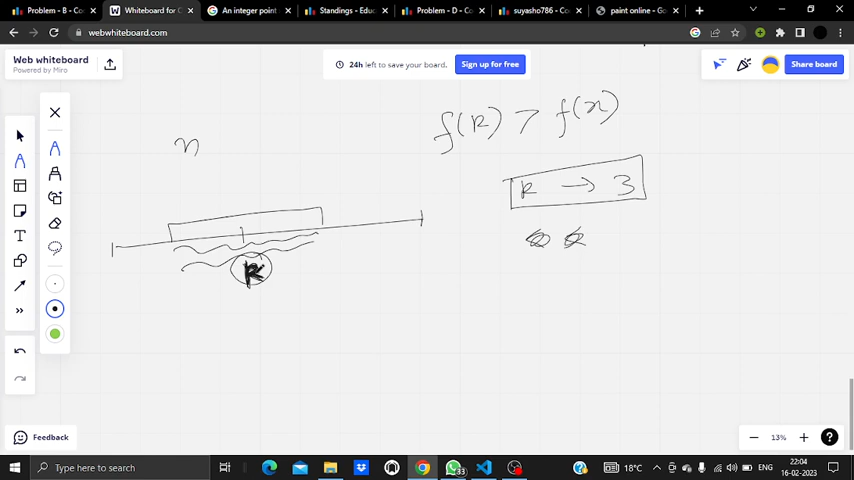 Problem - B - Co
Whiteboard for C
An integer point
Standings - Educ
Problem - D - Co
suyasho786 - Co
paint online - Go
webwhiteboard.com
Web whiteboard
Powered by Miro
24h left to save your board.
Sign up for free
Share board
n
f(k) > f(n)
k → 3
k
T
Feedback
13%
Type here to search
33
18°C
ENG
22:04
16-02-2023